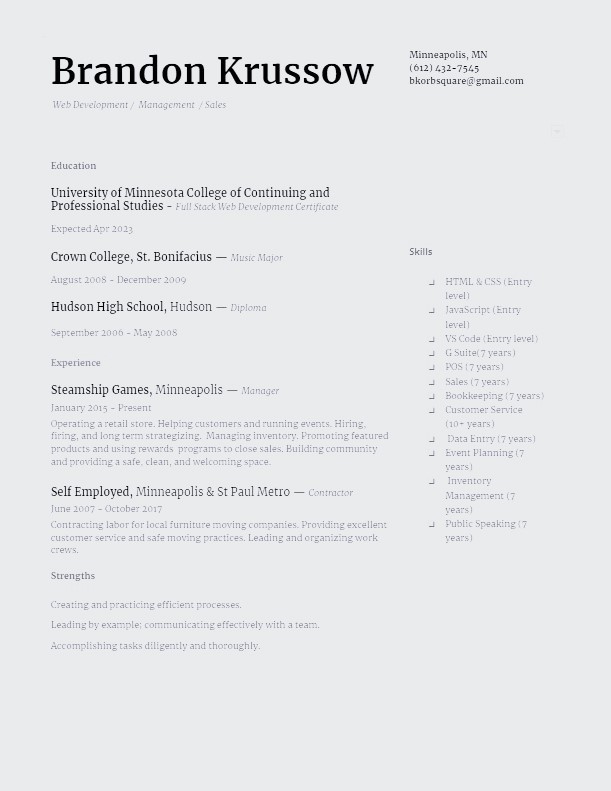 Brandon Krussow
Web Development / Management / Sales
Minneapolis, MN
(612) 432-7545
bkorbsquare@gmail.com
Education
University of Minnesota College of Continuing and
Professional Studies - Full Stack Web Development Certificate
Expected Apr 2023
Crown College, St. Bonifacius — Music Major
August 2008 - December 2009
Hudson High School, Hudson — Diploma
September 2006 - May 2008
Experience
Steamship Games, Minneapolis — Manager
January 2015 - Present
Operating a retail store. Helping customers and running events. Hiring,
firing, and long term strategizing. Managing inventory. Promoting featured
products and using rewards programs to close sales. Building community
and providing a safe, clean, and welcoming space.
Self Employed, Minneapolis & St Paul Metro — Contractor
June 2007 - October 2017
Contracting labor for local furniture moving companies. Providing excellent
customer service and safe moving practices. Leading and organizing work
crews.
Strengths
Creating and practicing efficient processes.
Leading by example; communicating effectively with a team.
Accomplishing tasks diligently and thoroughly.
Skills
HTML & CSS (Entry
level)
JavaScript (Entry
level)
VS Code (Entry level)
G Suite(7 years)
POS (7 years)
Sales (7 years)
Bookkeeping (7 years)
Customer Service
(10+ years)
Data Entry (7 years)
Event Planning (7
years)
Inventory
Management (7
years)
Public Speaking (7
years)